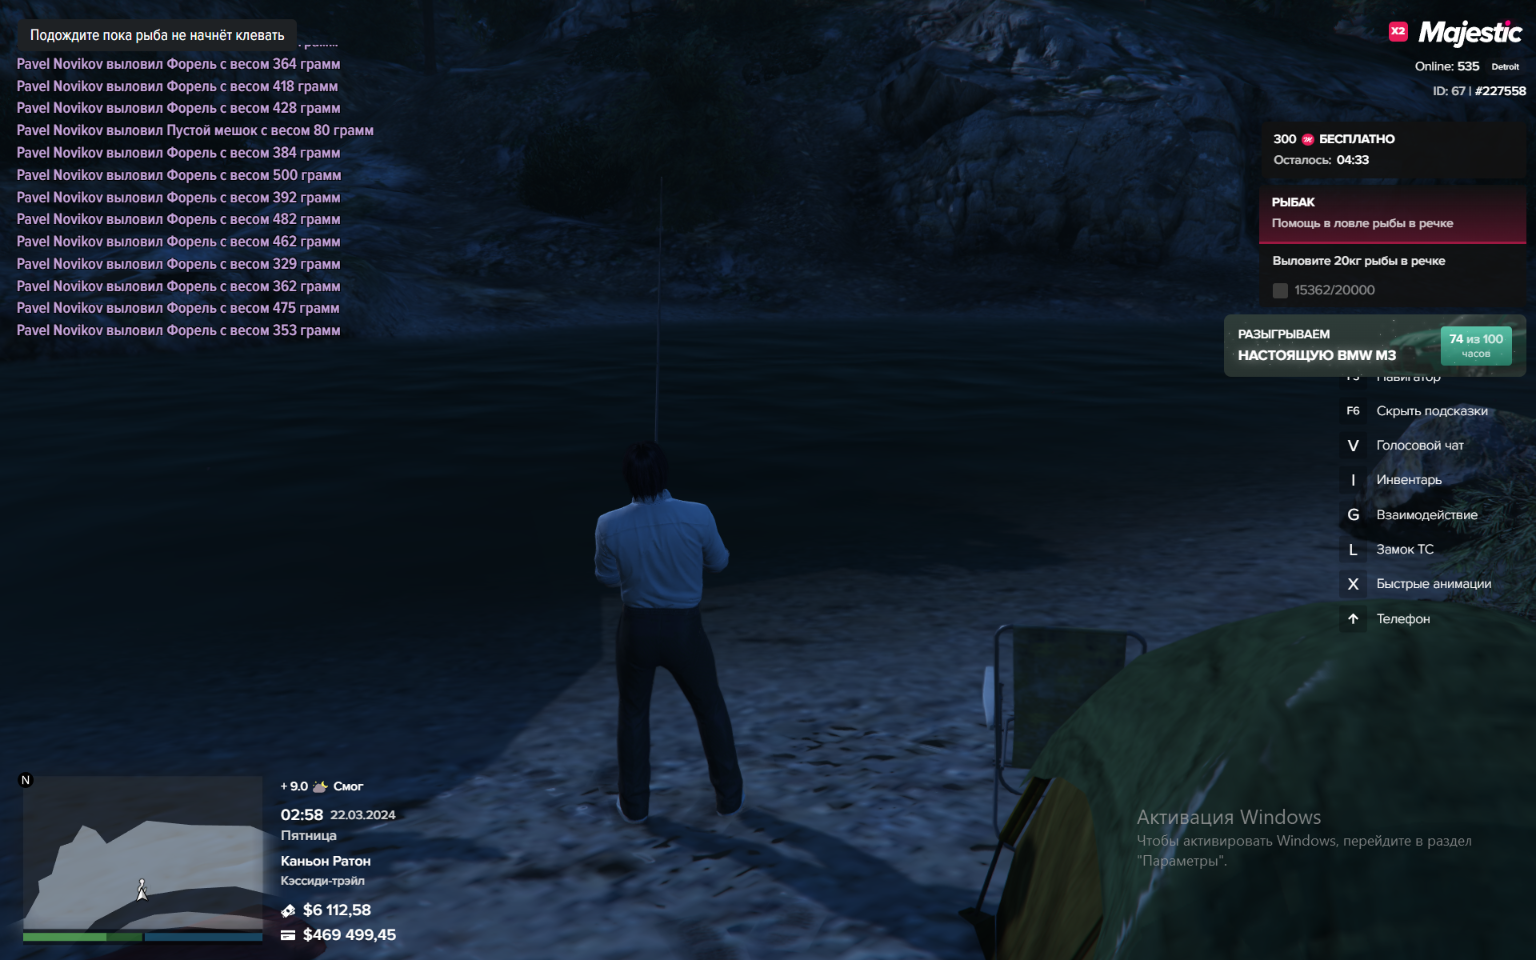 Подождите пока рыба не начнёт клевать
грамм
Pavel Novikov выловил Форель с весом 364 грамм
Pavel Novikov выловил Форель с весом 418 грамм
Pavel Novikov выловил Форель с весом 428 грамм
Pavel Novikov выловил Пустой мешок с весом 80 грамм
Pavel Novikov выловил Форель с весом 384 грамм
Pavel Novikov выловил Форель с весом 500 грамм
Pavel Novikov выловил Форель с весом 392 грамм
Pavel Novikov выловил Форель с весом 482 грамм
Pavel Novikov выловил Форель с весом 462 грамм
Pavel Novikov выловил Форель с весом 329 грамм
Pavel Novikov выловил Форель с весом 362 грамм
Pavel Novikov выловил Форель с весом 475 грамм
Pavel Novikov выловил Форель с весом 353 грамм
X2 Majestic
Online: 535 Detroit
ID: 67 | #227558
300 БЕСПЛАТНО
Осталось: 04:33
РЫБАК
Помощь в ловле рыбы в речке
Выловите 20кг рыбы в речке
15362/20000
РАЗЫГРЫВАЕМ
НАСТОЯЩУЮ BMW M3
74 из 100
часов
Навигатор
F6 Скрыть подсказки
V Голосовой чат
I Инвентарь
G Взаимодействие
L Замок ТС
X Быстрые анимации
↑ Телефон
N
+ 9.0 Смог
02:58 22.03.2024
Пятница
Каньон Ратон
Кэссиди-трэйл
$6 112,58
$469 499,45
Активация Windows
Чтобы активировать Windows, перейдите в раздел
"Параметры".